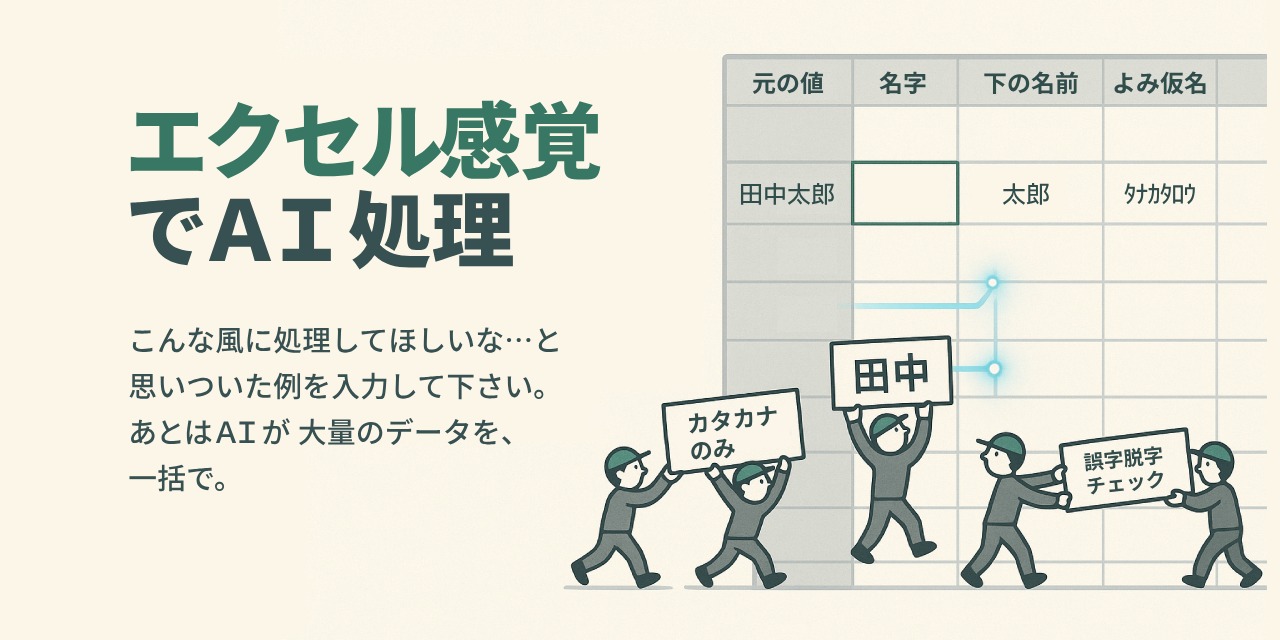 エクセル感覚
でAI処理
こんな風に処理してほしいな…と
思いついた例を入力して下さい。
あとはAIが 大量のデータを、
一括で。
元の値 名字 下の名前 よみ仮名
田中太郎 太郎 ﾀﾅｶﾀﾛｳ
田中
カタカナ
のみ
誤字脱字
チェック